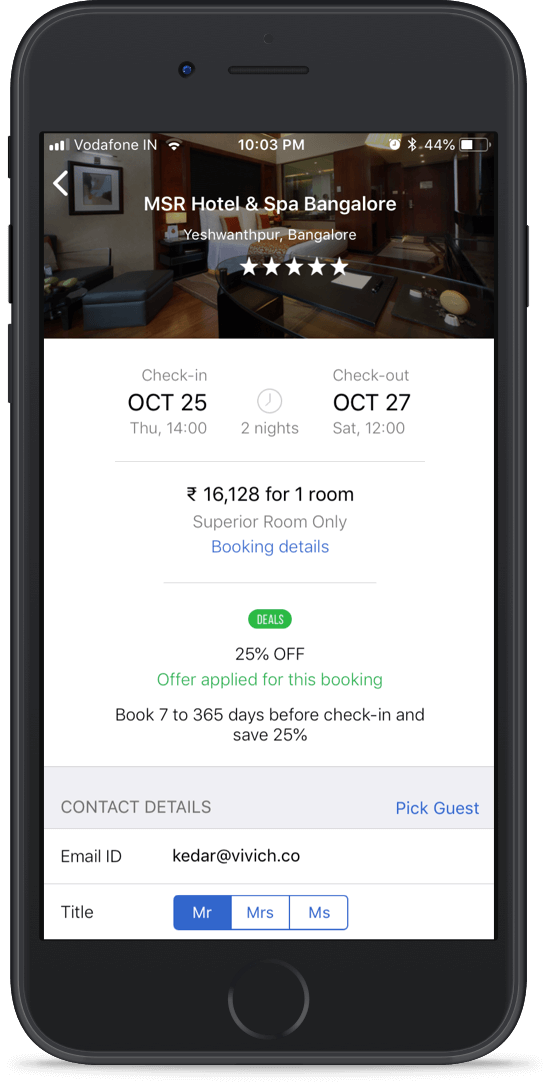 Vodafone IN 10:03 PM 44%
MSR Hotel & Spa Bangalore
Yeshwanthpur, Bangalore
Check-in Check-out
OCT 25 OCT 27
Thu, 14:00 2 nights Sat, 12:00
₹ 16,128 for 1 room
Superior Room Only
Booking details
DEALS
25% OFF
Offer applied for this booking
Book 7 to 365 days before check-in and
save 25%
CONTACT DETAILS Pick Guest
Email ID kedar@vivich.co
Title Mr Mrs Ms